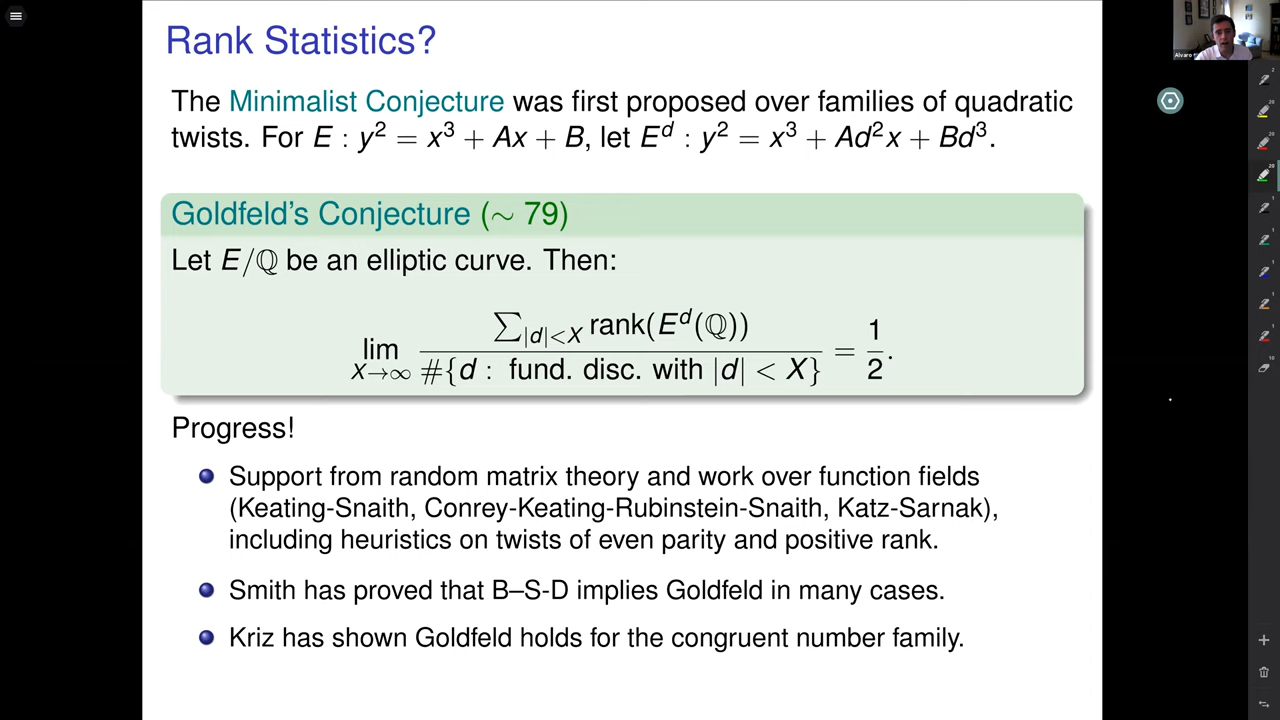 Rank Statistics?
The Minimalist Conjecture was first proposed over families of quadratic
twists. For E : y² = x³ + Ax + B, let Eᵈ : y² = x³ + Ad²x + Bd³.
Goldfeld's Conjecture (∼ 79)
Let E/ℚ be an elliptic curve. Then:
lim_{X→∞} ∑_{|d|<X} rank(Eᵈ(ℚ)) / #{d : fund. disc. with |d| < X} = 1/2.
Progress!
Support from random matrix theory and work over function fields
(Keating-Snaith, Conrey-Keating-Rubinstein-Snaith, Katz-Sarnak),
including heuristics on twists of even parity and positive rank.
Smith has proved that B–S-D implies Goldfeld in many cases.
Kriz has shown Goldfeld holds for the congruent number family.
Alvaro